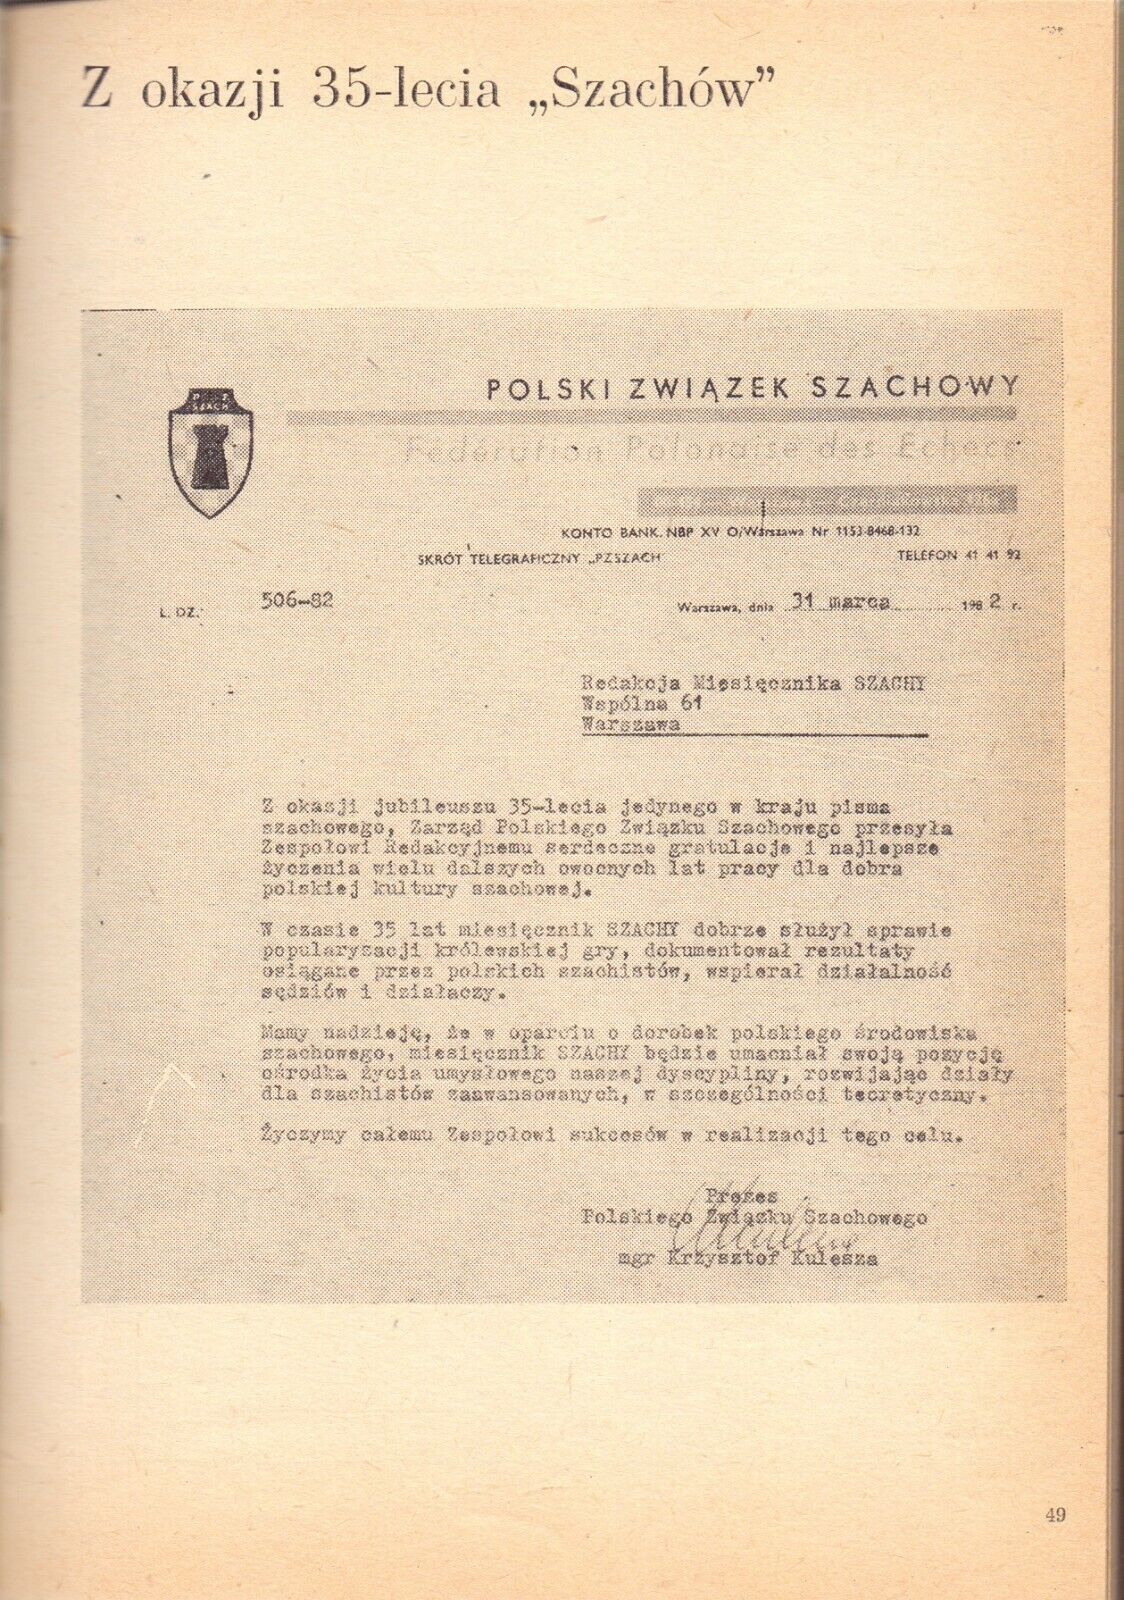 Z okazji 35-lecia „Szachów”
POLSKI ZWIĄZEK SZACHOWY
Fédération Polonaise des Echecs
KONTO BANK. NBP XV O/Warszawa Nr 1153-8468-132
SKRÓT TELEGRAFICZNY „PZSZACH" TELEFON 41 41 92
L. DZ. 506-82 Warszawa, dnia 31 marca 1982 r.
Redakcja Miesięcznika SZACHY
Wspólna 61
Warszawa
Z okazji jubileuszu 35-lecia jedynego w kraju pisma
szachowego, Zarząd Polskiego Związku Szachowego przesyła
Zespołowi Redakcyjnemu serdeczne gratulacje i najlepsze
życzenia wielu dalszych owocnych lat pracy dla dobra
polskiej kultury szachowej.
W czasie 35 lat miesięcznik SZACHY dobrze służył sprawie
popularyzacji królewskiej gry, dokumentował rezultaty
osiągane przez polskich szachistów, wspierał działalność
sędziów i działaczy.
Mamy nadzieję, że w oparciu o dorobek polskiego środowiska
szachowego, miesięcznik SZACHY będzie umacniał swoją pozycję
ośrodka życia umysłowego naszej dyscypliny, rozwijając działy
dla szachistów zaawansowanych, w szczególności teoretyczny.
Życzymy całemu Zespołowi sukcesów w realizacji tego celu.
Prezes
Polskiego Związku Szachowego
mgr Krzysztof Kulesza
49